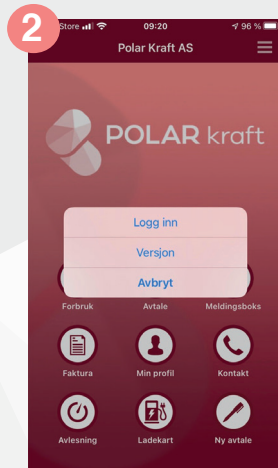 2
Store 09:20 96 %
Polar Kraft AS
POLAR kraft
Logg inn
Versjon
Avbryt
Forbruk Avtale Meldingsboks
Faktura Min profil Kontakt
Avlesning Ladekart Ny avtale